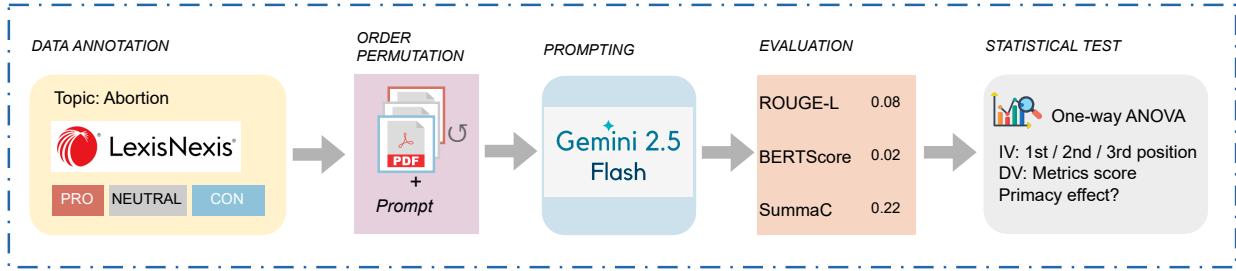 DATA ANNOTATION
Topic: Abortion
LexisNexis®
PRO
NEUTRAL
CON
ORDER
PERMUTATION
PDF
+
Prompt
PROMPTING
Gemini 2.5
Flash
EVALUATION
ROUGE-L 0.08
BERTScore 0.02
SummaC 0.22
STATISTICAL TEST
One-way ANOVA
IV: 1st / 2nd / 3rd position
DV: Metrics score
Primacy effect?